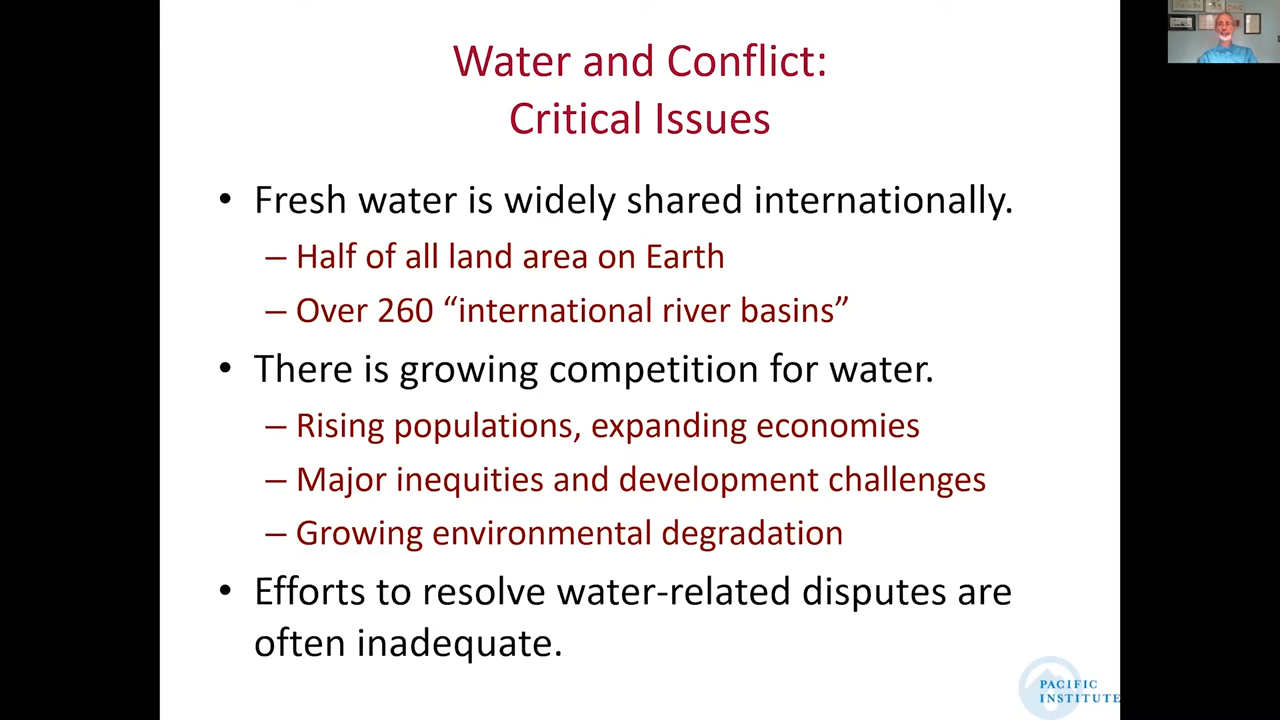 Water and Conflict:
Critical Issues
• Fresh water is widely shared internationally.
– Half of all land area on Earth
– Over 260 “international river basins”
• There is growing competition for water.
– Rising populations, expanding economies
– Major inequities and development challenges
– Growing environmental degradation
• Efforts to resolve water-related disputes are
often inadequate.
PACIFIC
INSTITUTE